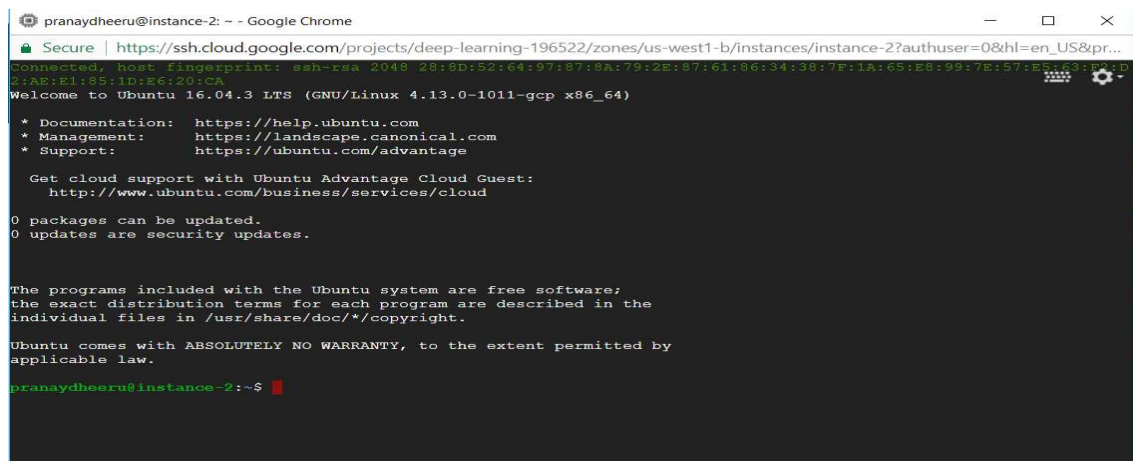 pranaydheeru@instance-2: ~ - Google Chrome
Secure | https://ssh.cloud.google.com/projects/deep-learning-196522/zones/us-west1-b/instances/instance-2?authuser=0&hl=en_US&pr...
Connected, host fingerprint: ssh-rsa 2048 28:8D:52:64:97:87:8A:79:2E:87:61:86:34:38:7F:1A:65:E8:99:7E:57:E5:63:F2:D
2:AE:E1:85:1D:E6:20:CA
Welcome to Ubuntu 16.04.3 LTS (GNU/Linux 4.13.0-1011-gcp x86_64)
* Documentation: https://help.ubuntu.com
* Management: https://landscape.canonical.com
* Support: https://ubuntu.com/advantage
Get cloud support with Ubuntu Advantage Cloud Guest:
http://www.ubuntu.com/business/services/cloud
0 packages can be updated.
0 updates are security updates.
The programs included with the Ubuntu system are free software;
the exact distribution terms for each program are described in the
individual files in /usr/share/doc/*/copyright.
Ubuntu comes with ABSOLUTELY NO WARRANTY, to the extent permitted by
applicable law.
pranaydheeru@instance-2:~$